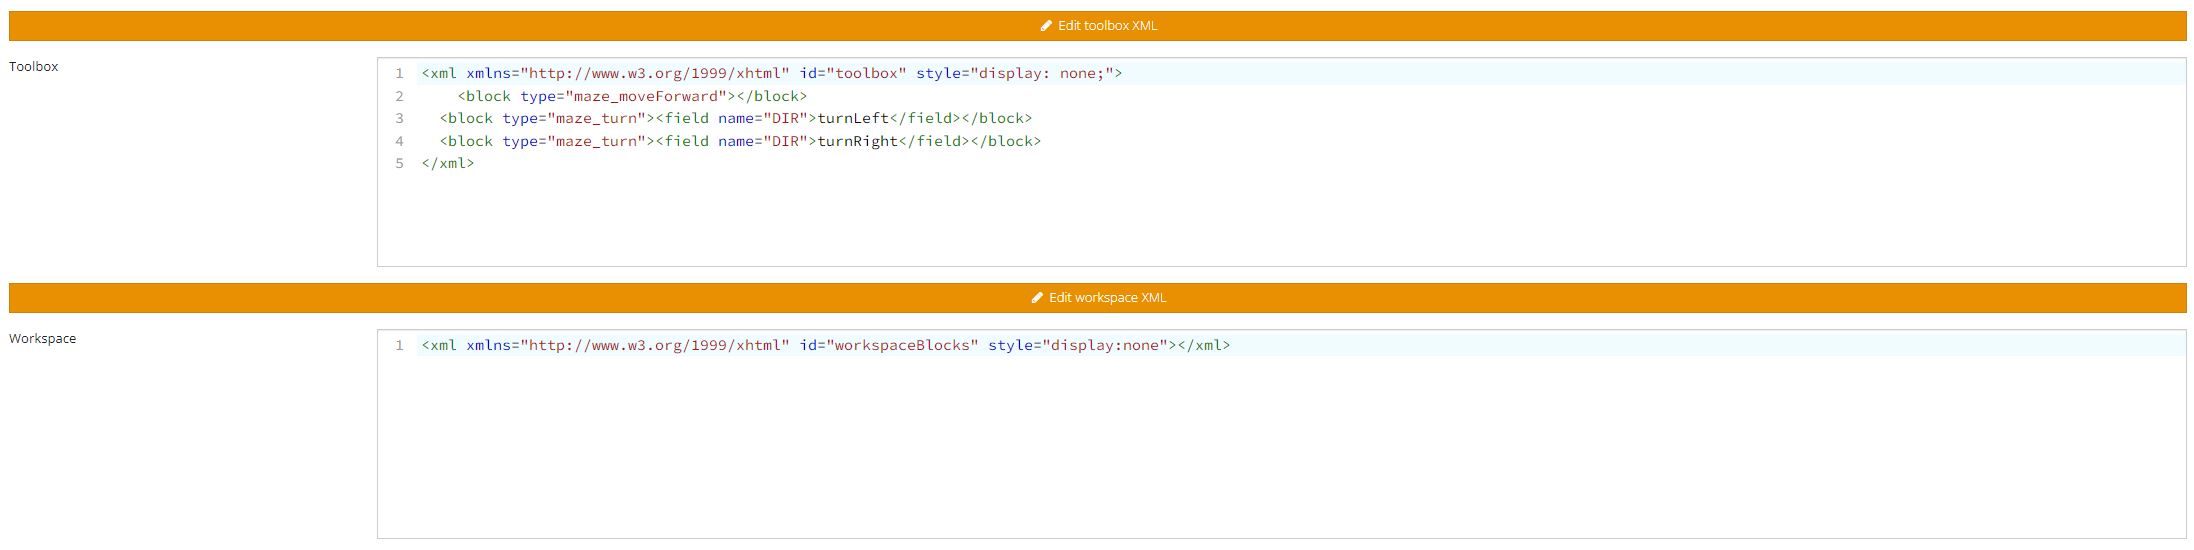 Edit toolbox XML
Toolbox
1 <xml xmlns="http://www.w3.org/1999/xhtml" id="toolbox" style="display: none;">
2     <block type="maze_moveForward"></block>
3   <block type="maze_turn"><field name="DIR">turnLeft</field></block>
4   <block type="maze_turn"><field name="DIR">turnRight</field></block>
5 </xml>
Edit workspace XML
Workspace
1 <xml xmlns="http://www.w3.org/1999/xhtml" id="workspaceBlocks" style="display:none"></xml>